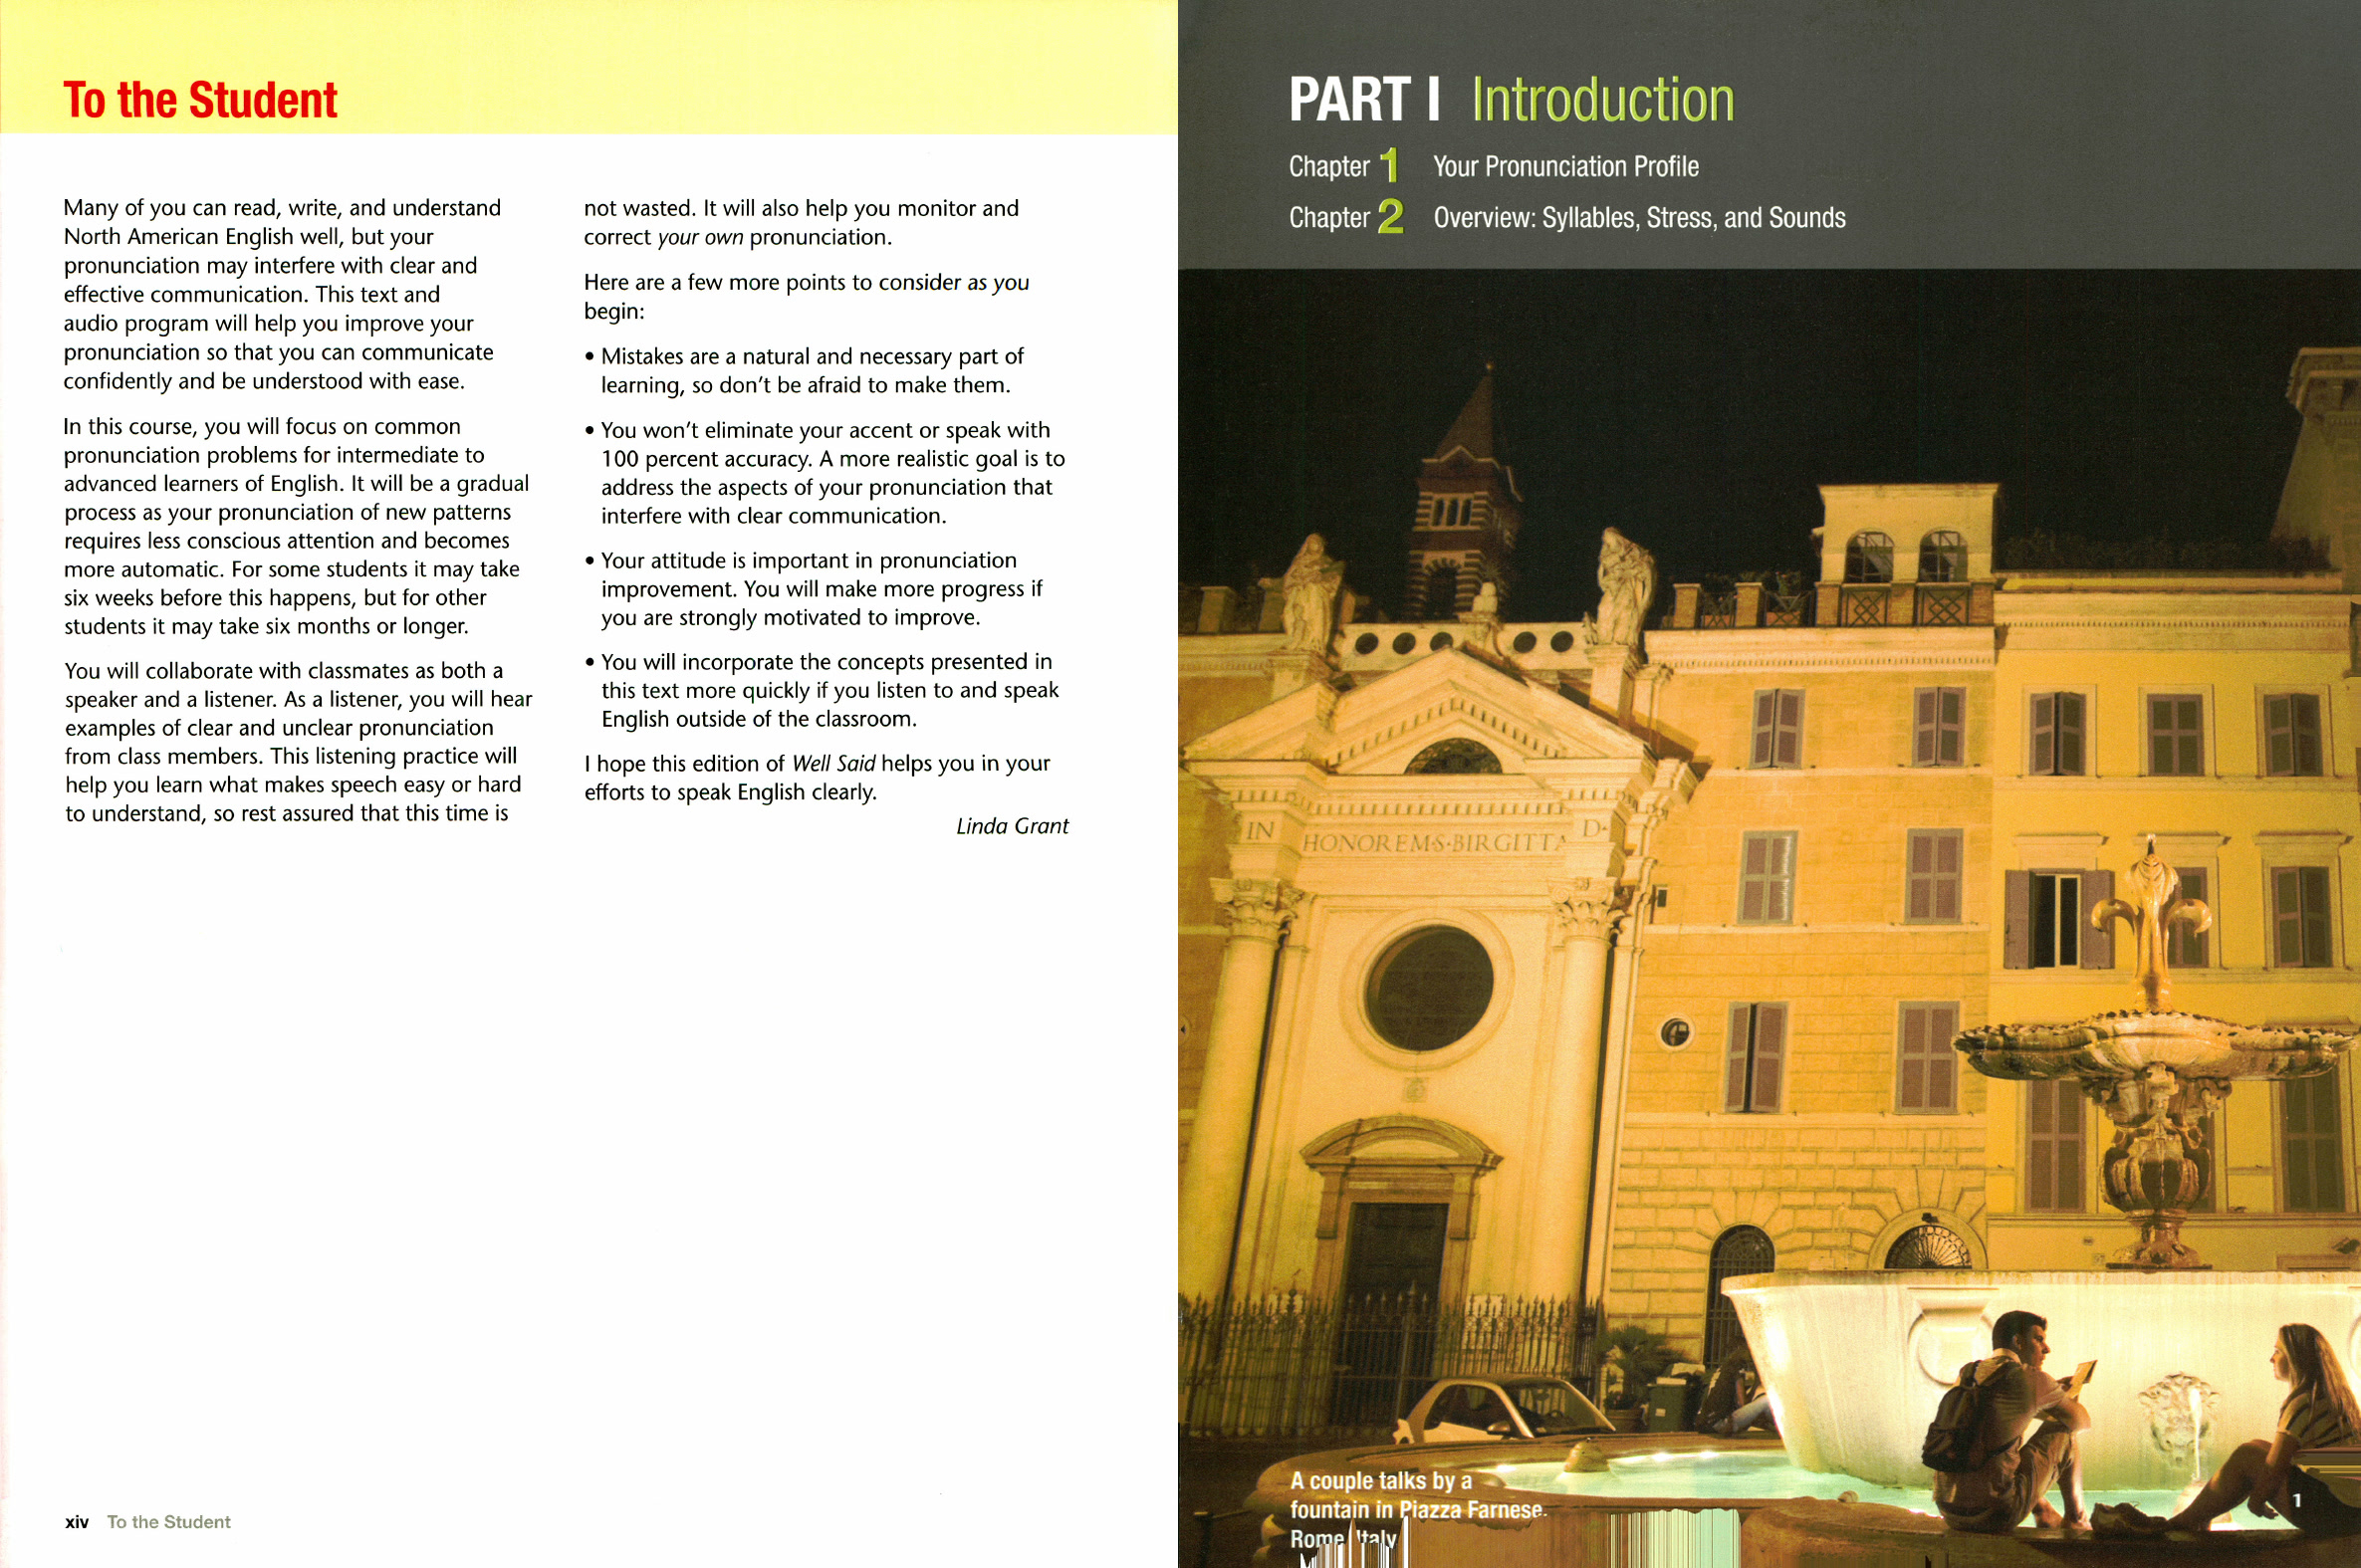 To the Student
Many of you can read, write, and understand
North American English well, but your
pronunciation may interfere with clear and
effective communication. This text and
audio program will help you improve your
pronunciation so that you can communicate
confidently and be understood with ease.
In this course, you will focus on common
pronunciation problems for intermediate to
advanced learners of English. It will be a gradual
process as your pronunciation of new patterns
requires less conscious attention and becomes
more automatic. For some students it may take
six weeks before this happens, but for other
students it may take six months or longer.
You will collaborate with classmates as both a
speaker and a listener. As a listener, you will hear
examples of clear and unclear pronunciation
from class members. This listening practice will
help you learn what makes speech easy or hard
to understand, so rest assured that this time is
not wasted. It will also help you monitor and
correct your own pronunciation.
Here are a few more points to consider as you
begin:
• Mistakes are a natural and necessary part of
learning, so don't be afraid to make them.
• You won't eliminate your accent or speak with
100 percent accuracy. A more realistic goal is to
address the aspects of your pronunciation that
interfere with clear communication.
• Your attitude is important in pronunciation
improvement. You will make more progress if
you are strongly motivated to improve.
• You will incorporate the concepts presented in
this text more quickly if you listen to and speak
English outside of the classroom.
I hope this edition of Well Said helps you in your
efforts to speak English clearly.
Linda Grant
xiv To the Student
PART I Introduction
Chapter 1 Your Pronunciation Profile
Chapter 2 Overview: Syllables, Stress, and Sounds
IN HONOREM·S·BIRGITTA D·
A couple talks by a
fountain in Piazza Farnese.
Rome, Italy
1